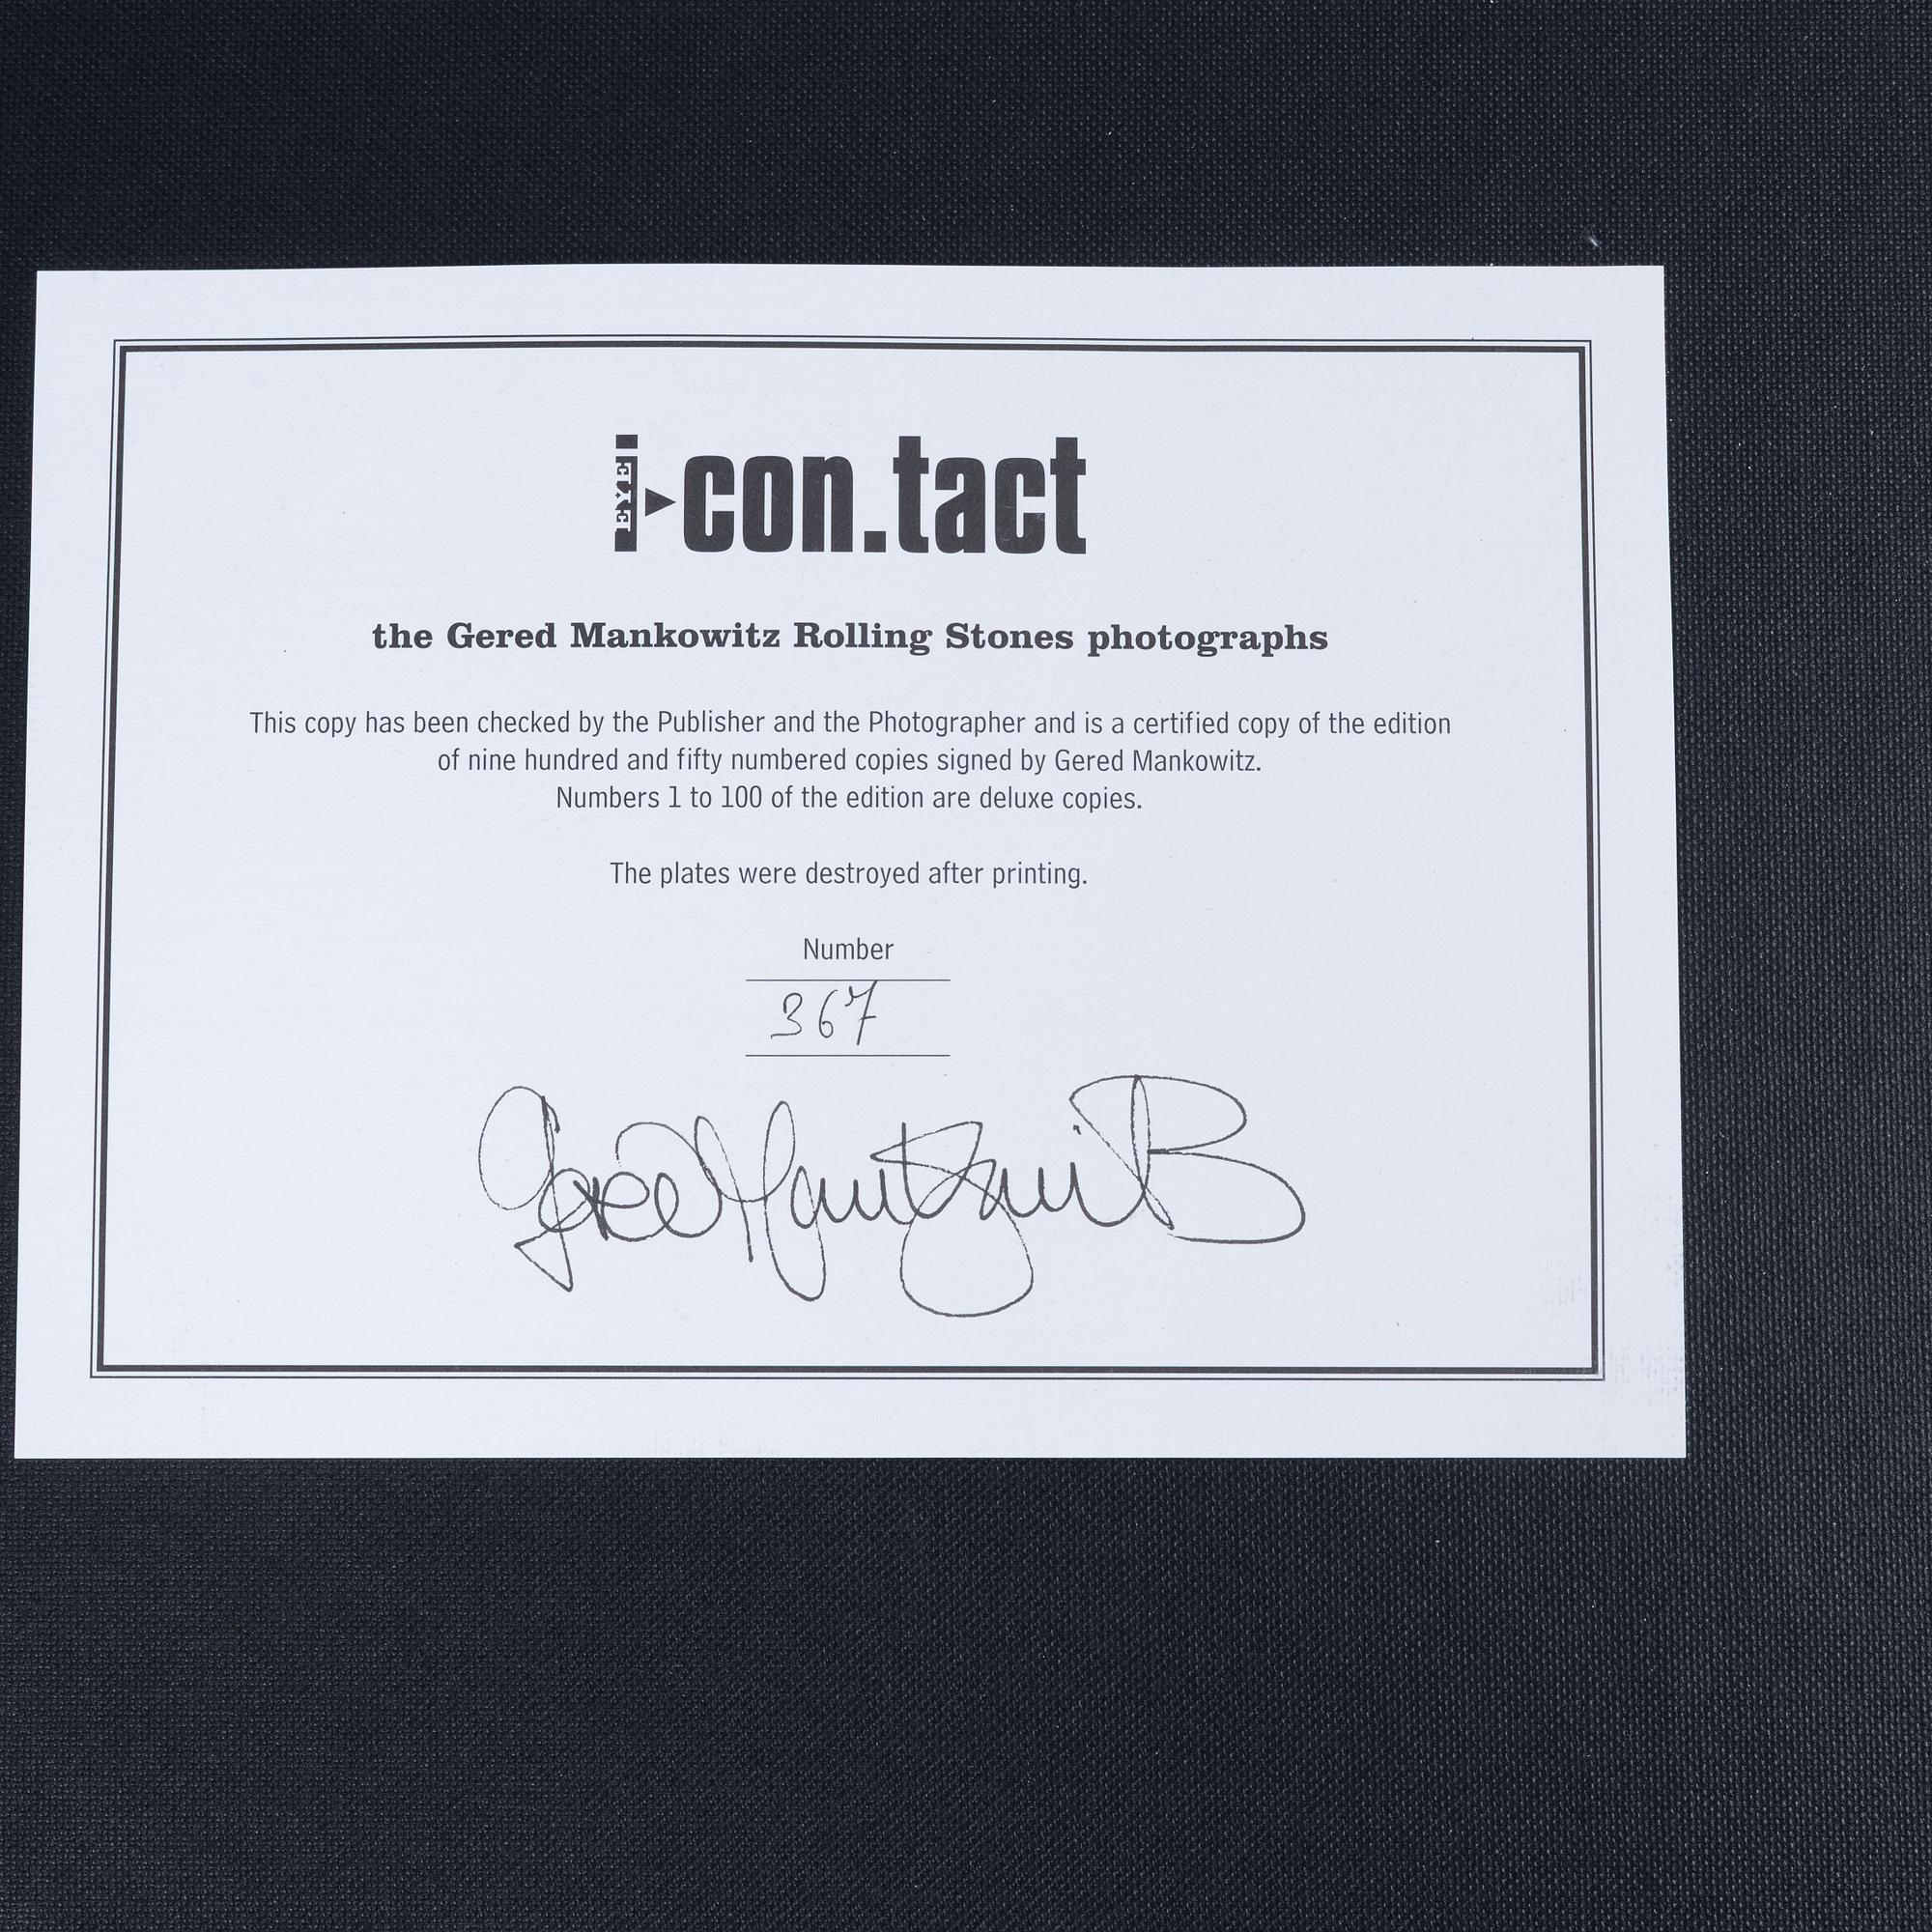 EYE i con.tact
the Gered Mankowitz Rolling Stones photographs
This copy has been checked by the Publisher and the Photographer and is a certified copy of the edition
of nine hundred and fifty numbered copies signed by Gered Mankowitz.
Numbers 1 to 100 of the edition are deluxe copies.
The plates were destroyed after printing.
Number
367
Gered Mankowitz